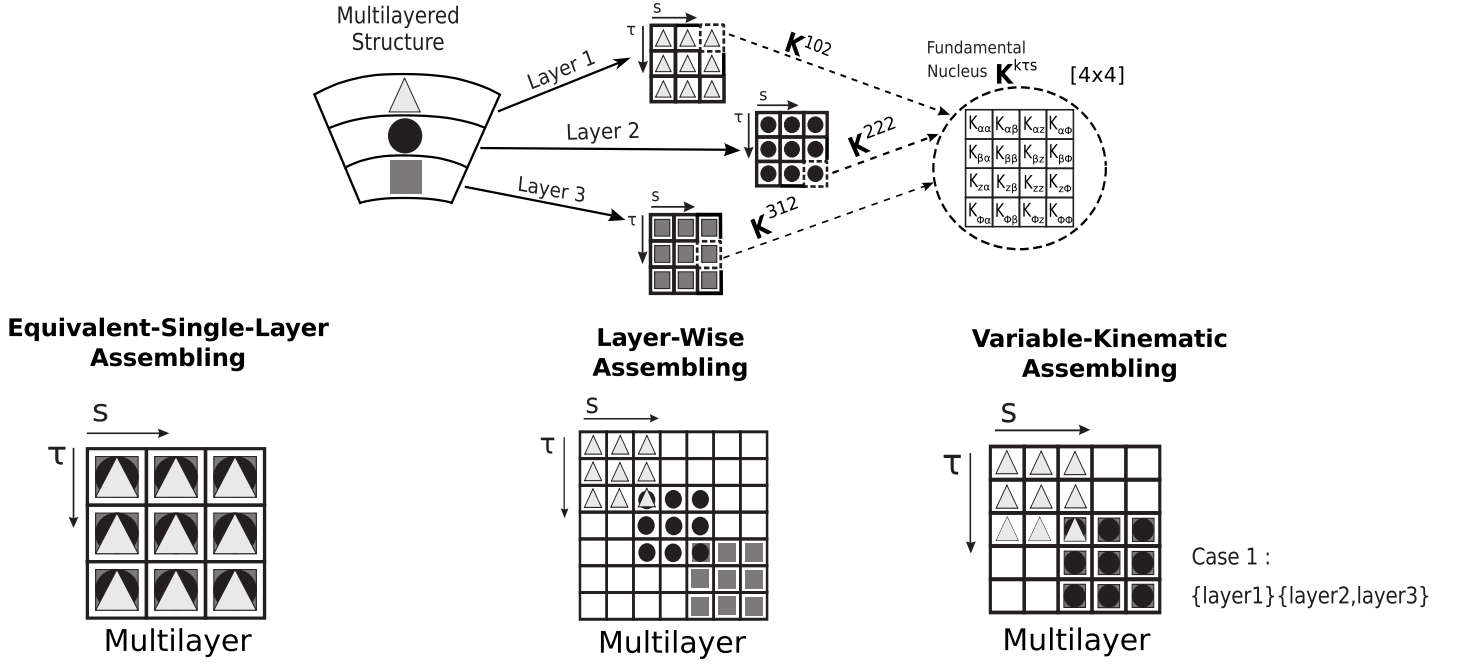 Multilayered
Structure
Layer 1
Layer 2
Layer 3
S
τ
S
τ
S
τ
K¹⁰²
K²²²
K³¹²
Fundamental
Nucleus K^kτs
[4x4]
Kαα Kαβ Kαz KαΦ
Kβα Kββ Kβz KβΦ
Kzα Kzβ Kzz KzΦ
KΦα KΦβ KΦz KΦΦ
Equivalent-Single-Layer
Assembling
S
τ
Multilayer
Layer-Wise
Assembling
S
τ
Multilayer
Variable-Kinematic
Assembling
S
τ
Multilayer
Case 1 :
{layer1}{layer2,layer3}